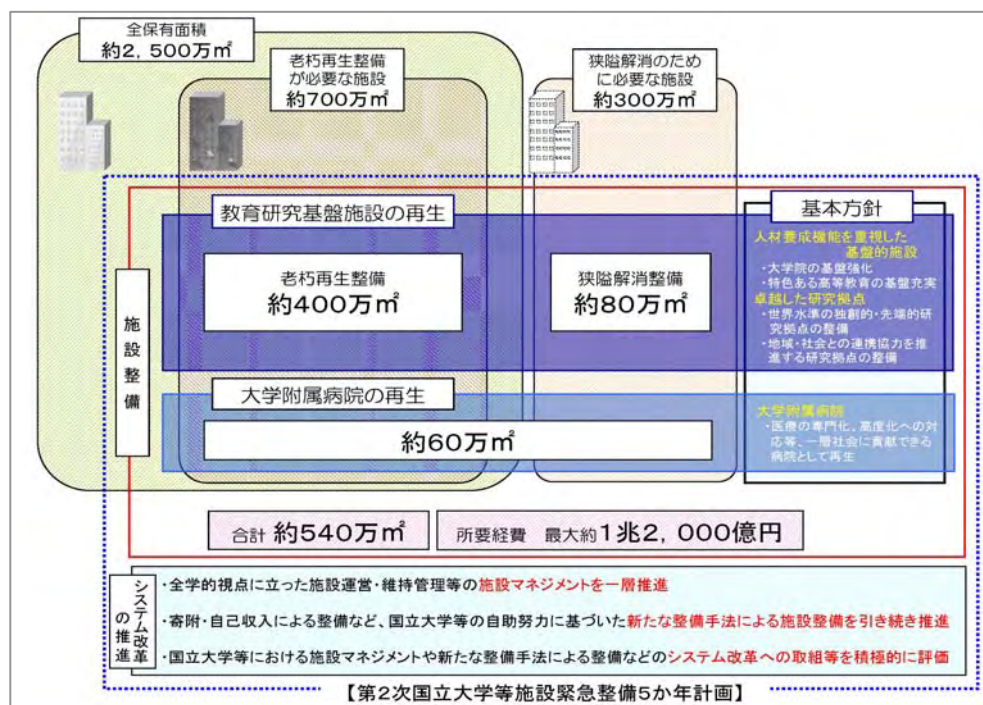 全保有面積
約2,500万㎡
老朽再生整備
が必要な施設
約700万㎡
狭隘解消のため
に必要な施設
約300万㎡
教育研究基盤施設の再生
老朽再生整備
約400万㎡
狭隘解消整備
約80万㎡
基本方針
人材養成機能を重視した
基盤的施設
・大学院の基盤強化
・特色ある高等教育の基盤充実
卓越した研究拠点
・世界水準の独創的・先端的研
究拠点の整備
・地域・社会との連携協力を推
進する研究拠点の整備
施設整備
大学附属病院の再生
約60万㎡
大学附属病院
・医療の専門化、高度化への対
応等、一層社会に貢献できる
病院として再生
合計 約540万㎡
所要経費 最大約1兆2,000億円
システム改革
の推進
・全学的視点に立った施設運営・維持管理等の施設マネジメントを一層推進
・寄附・自己収入による整備など、国立大学等の自助努力に基づいた新たな整備手法による施設整備を引き続き推進
・国立大学等における施設マネジメントや新たな整備手法による整備などのシステム改革への取組等を積極的に評価
【第2次国立大学等施設緊急整備5か年計画】